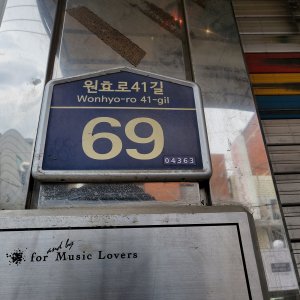 원효로41길
Wonhyo-ro 41-gil
69
04363
and by
for Music Lovers